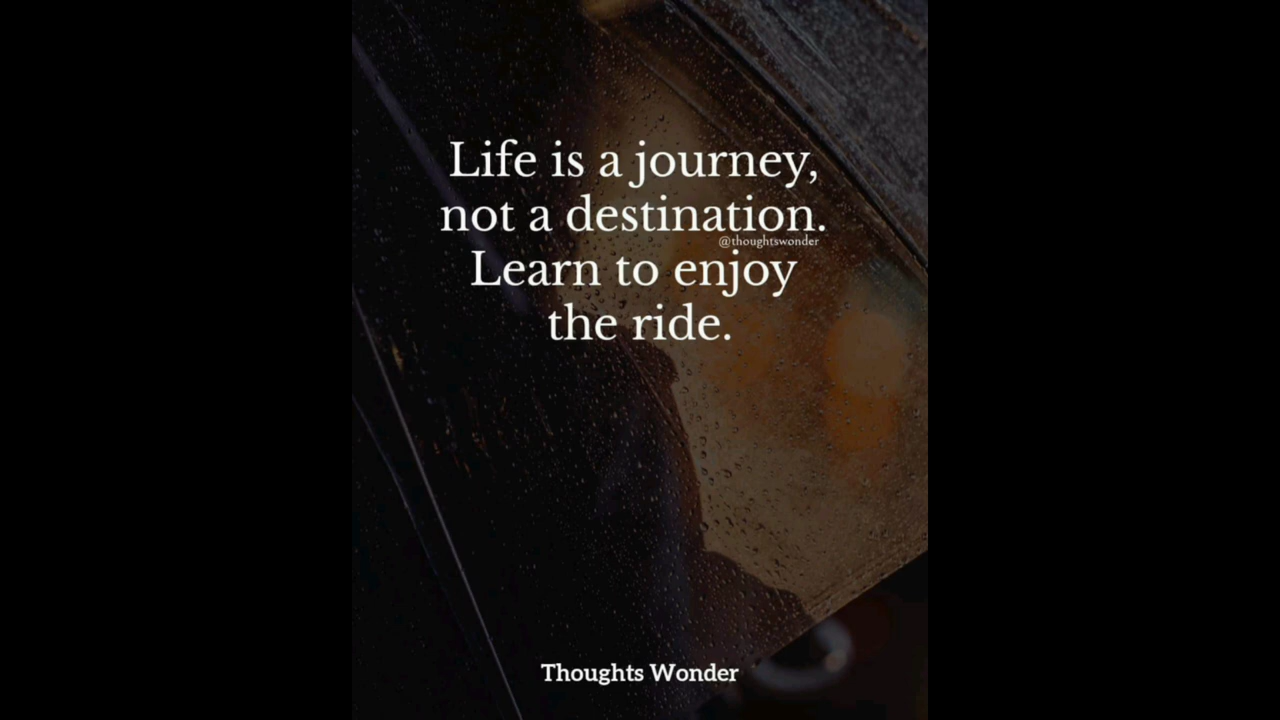 Life is a journey,
not a destination.
@thoughtswonder
Learn to enjoy
the ride.
Thoughts Wonder